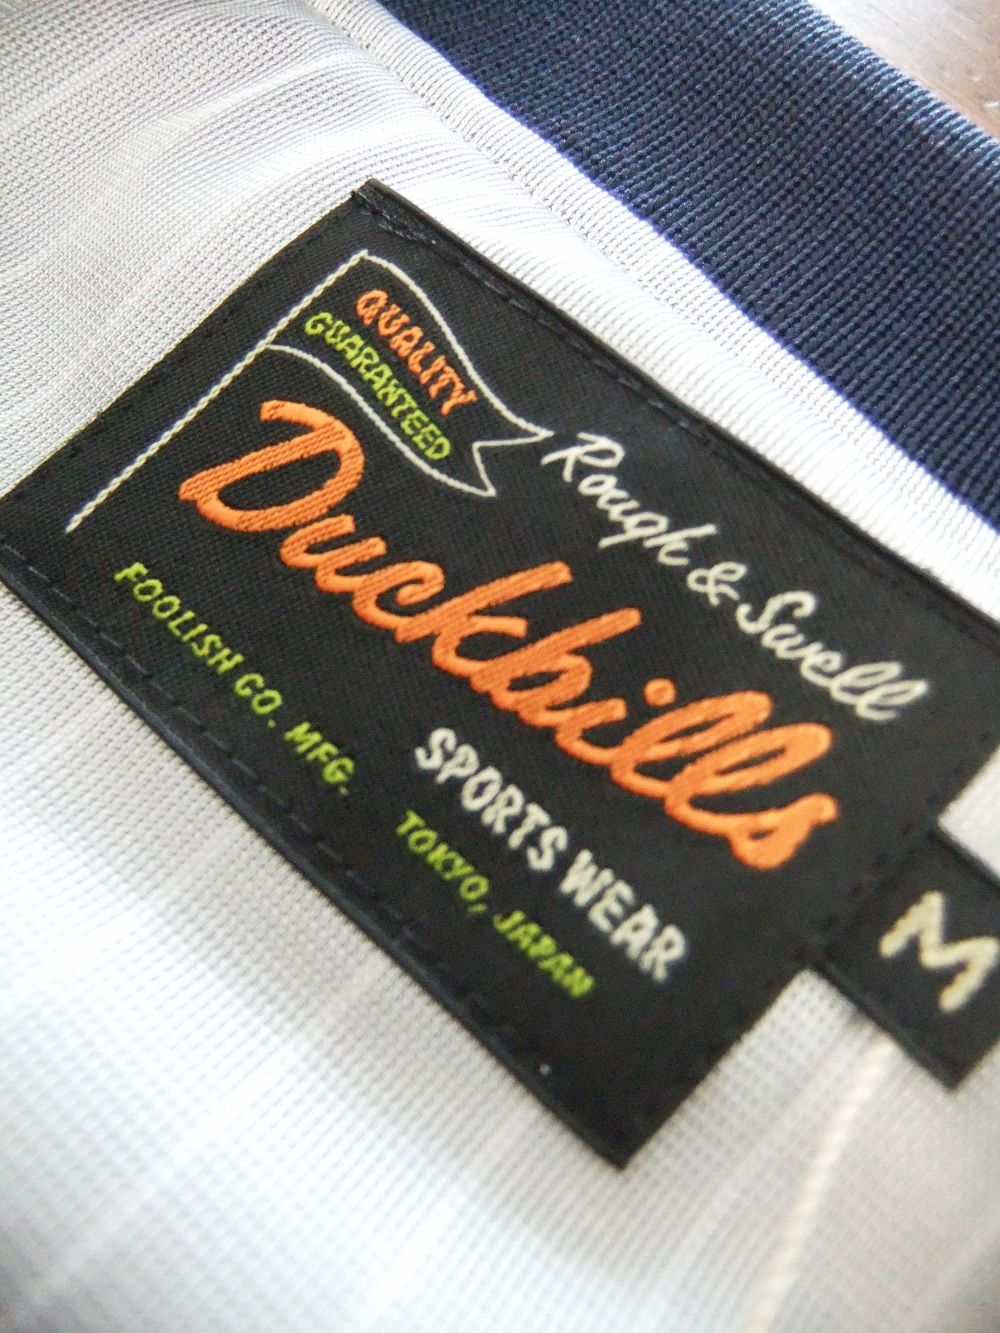 QUALITY
GUARANTEED
Rough & Swell
Duckbills
SPORTS WEAR
FOOLISH CO. MFG. TOKYO, JAPAN
M